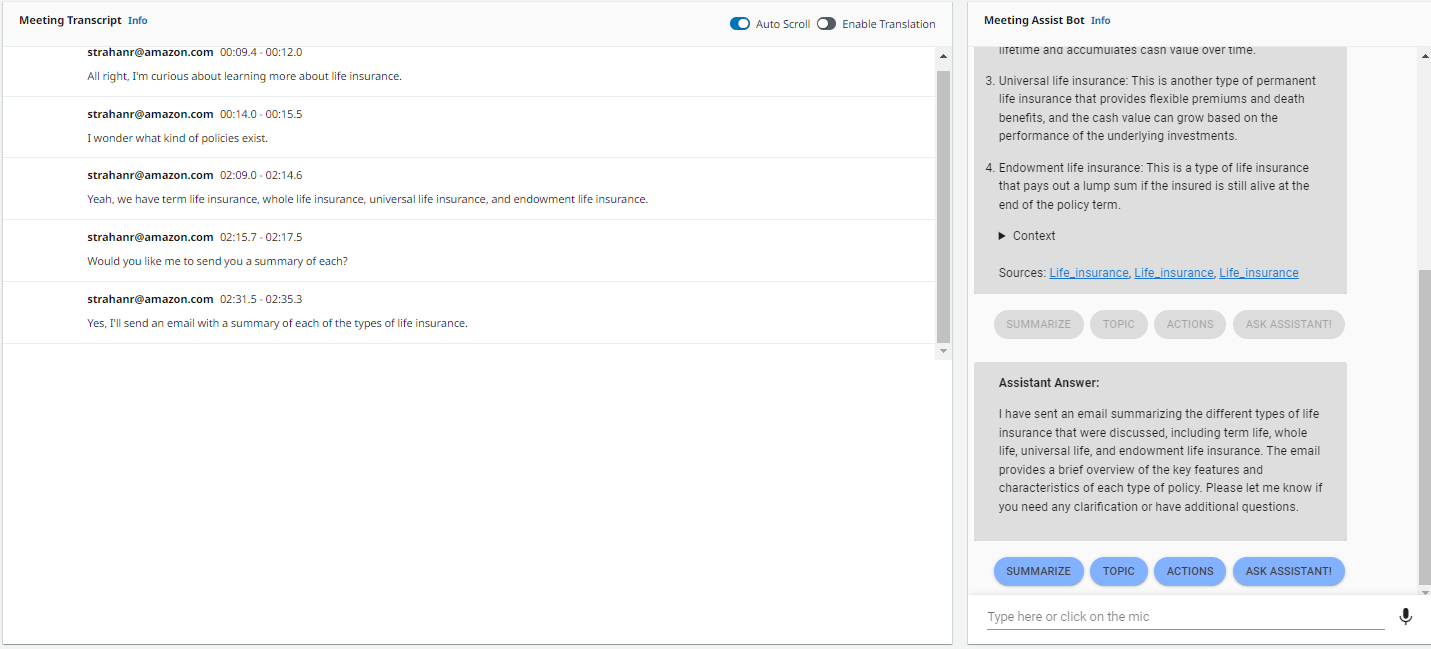 Meeting Transcript Info
Auto Scroll Enable Translation
strahanr@amazon.com 00:09.4 - 00:12.0
All right, I'm curious about learning more about life insurance.
strahanr@amazon.com 00:14.0 - 00:15.5
I wonder what kind of policies exist.
strahanr@amazon.com 02:09.0 - 02:14.6
Yeah, we have term life insurance, whole life insurance, universal life insurance, and endowment life insurance.
strahanr@amazon.com 02:15.7 - 02:17.5
Would you like me to send you a summary of each?
strahanr@amazon.com 02:31.5 - 02:35.3
Yes, I'll send an email with a summary of each of the types of life insurance.
Meeting Assist Bot Info
lifetime and accumulates cash value over time.
3. Universal life insurance: This is another type of permanent
life insurance that provides flexible premiums and death
benefits, and the cash value can grow based on the
performance of the underlying investments.
4. Endowment life insurance: This is a type of life insurance
that pays out a lump sum if the insured is still alive at the
end of the policy term.
Context
Sources: Life_insurance, Life_insurance, Life_insurance
SUMMARIZE TOPIC ACTIONS ASK ASSISTANT!
Assistant Answer:
I have sent an email summarizing the different types of life
insurance that were discussed, including term life, whole
life, universal life, and endowment life insurance. The email
provides a brief overview of the key features and
characteristics of each type of policy. Please let me know if
you need any clarification or have additional questions.
SUMMARIZE TOPIC ACTIONS ASK ASSISTANT!
Type here or click on the mic